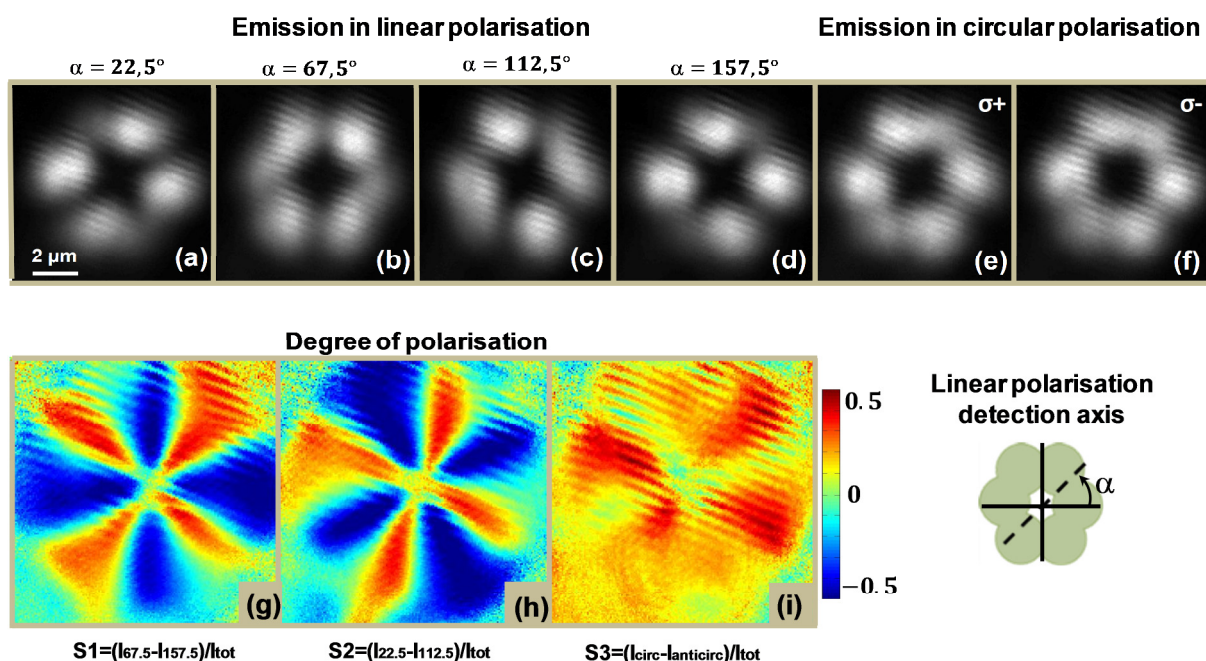 Emission in linear polarisation
Emission in circular polarisation
α = 22,5°
α = 67,5°
α = 112,5°
α = 157,5°
σ+
σ-
2 µm
(a)
(b)
(c)
(d)
(e)
(f)
Degree of polarisation
Linear polarisation
detection axis
0.5
0
−0.5
α
(g)
(h)
(i)
S1=(I67.5-I157.5)/Itot
S2=(I22.5-I112.5)/Itot
S3=(Icirc-Ianticirc)/Itot